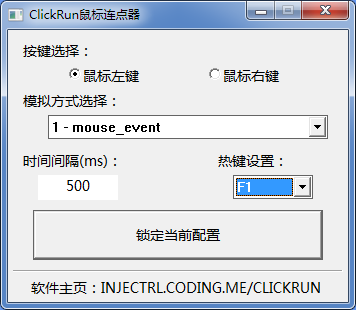 ClickRun鼠标连点器
按键选择：
鼠标左键 鼠标右键
模拟方式选择：
1 - mouse_event
时间间隔(ms)： 热键设置：
500 F1
锁定当前配置
软件主页：INJECTRL.CODING.ME/CLICKRUN